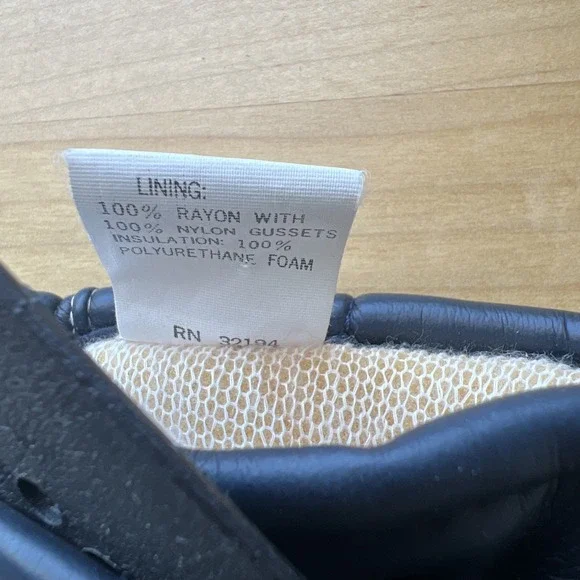 LINING:
100% RAYON WITH
100% NYLON GUSSETS
INSULATION: 100%
POLYURETHANE FOAM
RN 32194